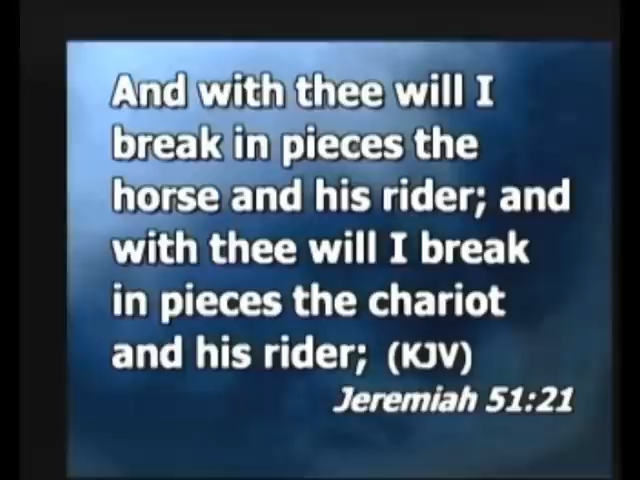 And with thee will I
break in pieces the
horse and his rider; and
with thee will I break
in pieces the chariot
and his rider; (KJV)
Jeremiah 51:21